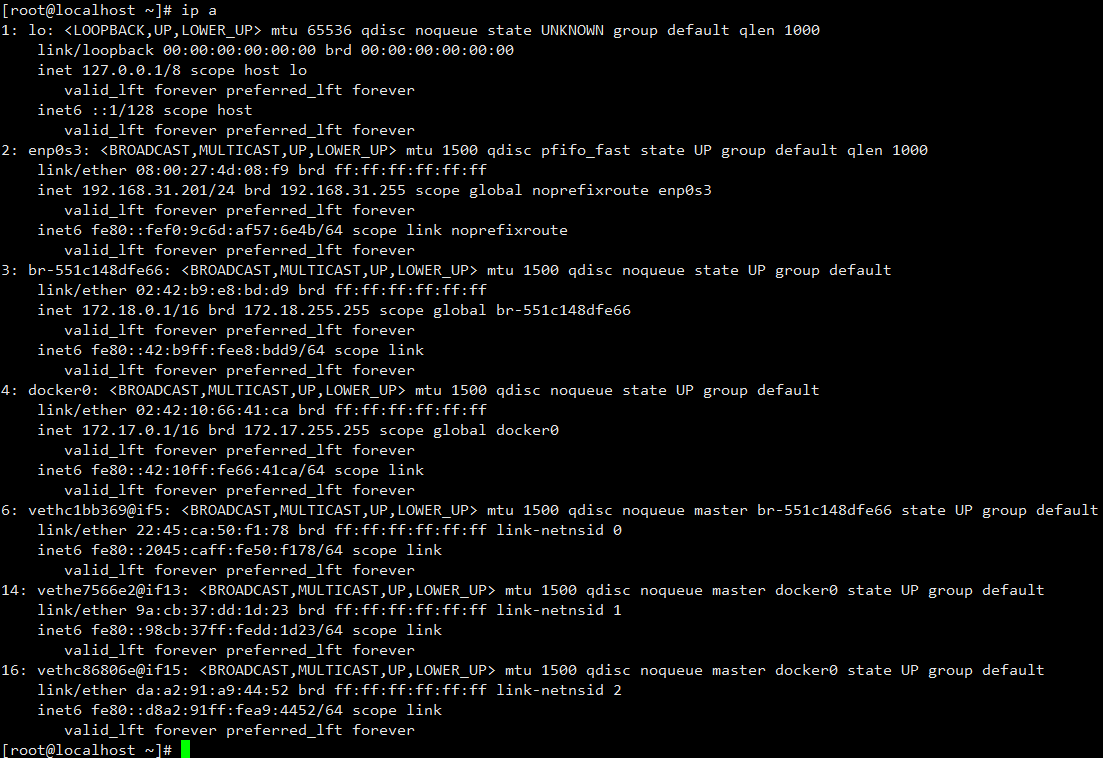 [root@localhost ~]# ip a
1: lo: <LOOPBACK,UP,LOWER_UP> mtu 65536 qdisc noqueue state UNKNOWN group default qlen 1000
    link/loopback 00:00:00:00:00:00 brd 00:00:00:00:00:00
    inet 127.0.0.1/8 scope host lo
       valid_lft forever preferred_lft forever
    inet6 ::1/128 scope host
       valid_lft forever preferred_lft forever
2: enp0s3: <BROADCAST,MULTICAST,UP,LOWER_UP> mtu 1500 qdisc pfifo_fast state UP group default qlen 1000
    link/ether 08:00:27:4d:08:f9 brd ff:ff:ff:ff:ff:ff
    inet 192.168.31.201/24 brd 192.168.31.255 scope global noprefixroute enp0s3
       valid_lft forever preferred_lft forever
    inet6 fe80::fef0:9c6d:af57:6e4b/64 scope link noprefixroute
       valid_lft forever preferred_lft forever
3: br-551c148dfe66: <BROADCAST,MULTICAST,UP,LOWER_UP> mtu 1500 qdisc noqueue state UP group default
    link/ether 02:42:b9:e8:bd:d9 brd ff:ff:ff:ff:ff:ff
    inet 172.18.0.1/16 brd 172.18.255.255 scope global br-551c148dfe66
       valid_lft forever preferred_lft forever
    inet6 fe80::42:b9ff:fee8:bdd9/64 scope link
       valid_lft forever preferred_lft forever
4: docker0: <BROADCAST,MULTICAST,UP,LOWER_UP> mtu 1500 qdisc noqueue state UP group default
    link/ether 02:42:10:66:41:ca brd ff:ff:ff:ff:ff:ff
    inet 172.17.0.1/16 brd 172.17.255.255 scope global docker0
       valid_lft forever preferred_lft forever
    inet6 fe80::42:10ff:fe66:41ca/64 scope link
       valid_lft forever preferred_lft forever
6: vethc1bb369@if5: <BROADCAST,MULTICAST,UP,LOWER_UP> mtu 1500 qdisc noqueue master br-551c148dfe66 state UP group default
    link/ether 22:45:ca:50:f1:78 brd ff:ff:ff:ff:ff:ff link-netnsid 0
    inet6 fe80::2045:caff:fe50:f178/64 scope link
       valid_lft forever preferred_lft forever
14: vethe7566e2@if13: <BROADCAST,MULTICAST,UP,LOWER_UP> mtu 1500 qdisc noqueue master docker0 state UP group default
    link/ether 9a:cb:37:dd:1d:23 brd ff:ff:ff:ff:ff:ff link-netnsid 1
    inet6 fe80::98cb:37ff:fedd:1d23/64 scope link
       valid_lft forever preferred_lft forever
16: vethc86806e@if15: <BROADCAST,MULTICAST,UP,LOWER_UP> mtu 1500 qdisc noqueue master docker0 state UP group default
    link/ether da:a2:91:a9:44:52 brd ff:ff:ff:ff:ff:ff link-netnsid 2
    inet6 fe80::d8a2:91ff:fea9:4452/64 scope link
       valid_lft forever preferred_lft forever
[root@localhost ~]#